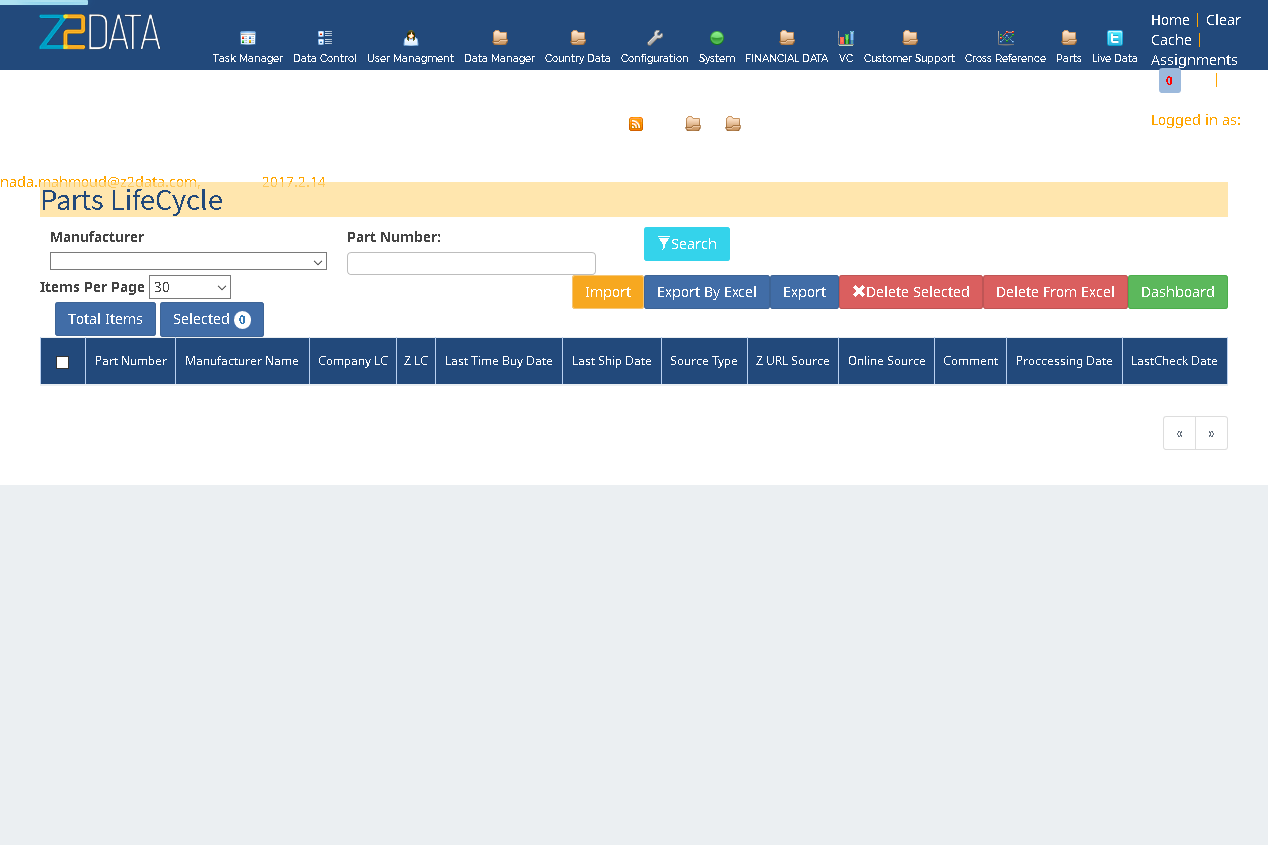 Z2DATA
Task Manager Data Control User Managment Data Manager Country Data Configuration System FINANCIAL DATA VC Customer Support Cross Reference Parts Live Data
Home | Clear
Cache |
Assignments
0 |
Logged in as:
nada.mahmoud@z2data.com, 2017.2.14
Parts LifeCycle
Manufacturer Part Number: Search
Items Per Page 30 Import Export By Excel Export Delete Selected Delete From Excel Dashboard
Total Items Selected 0
Part Number Manufacturer Name Company LC Z LC Last Time Buy Date Last Ship Date Source Type Z URL Source Online Source Comment Proccessing Date LastCheck Date
« »